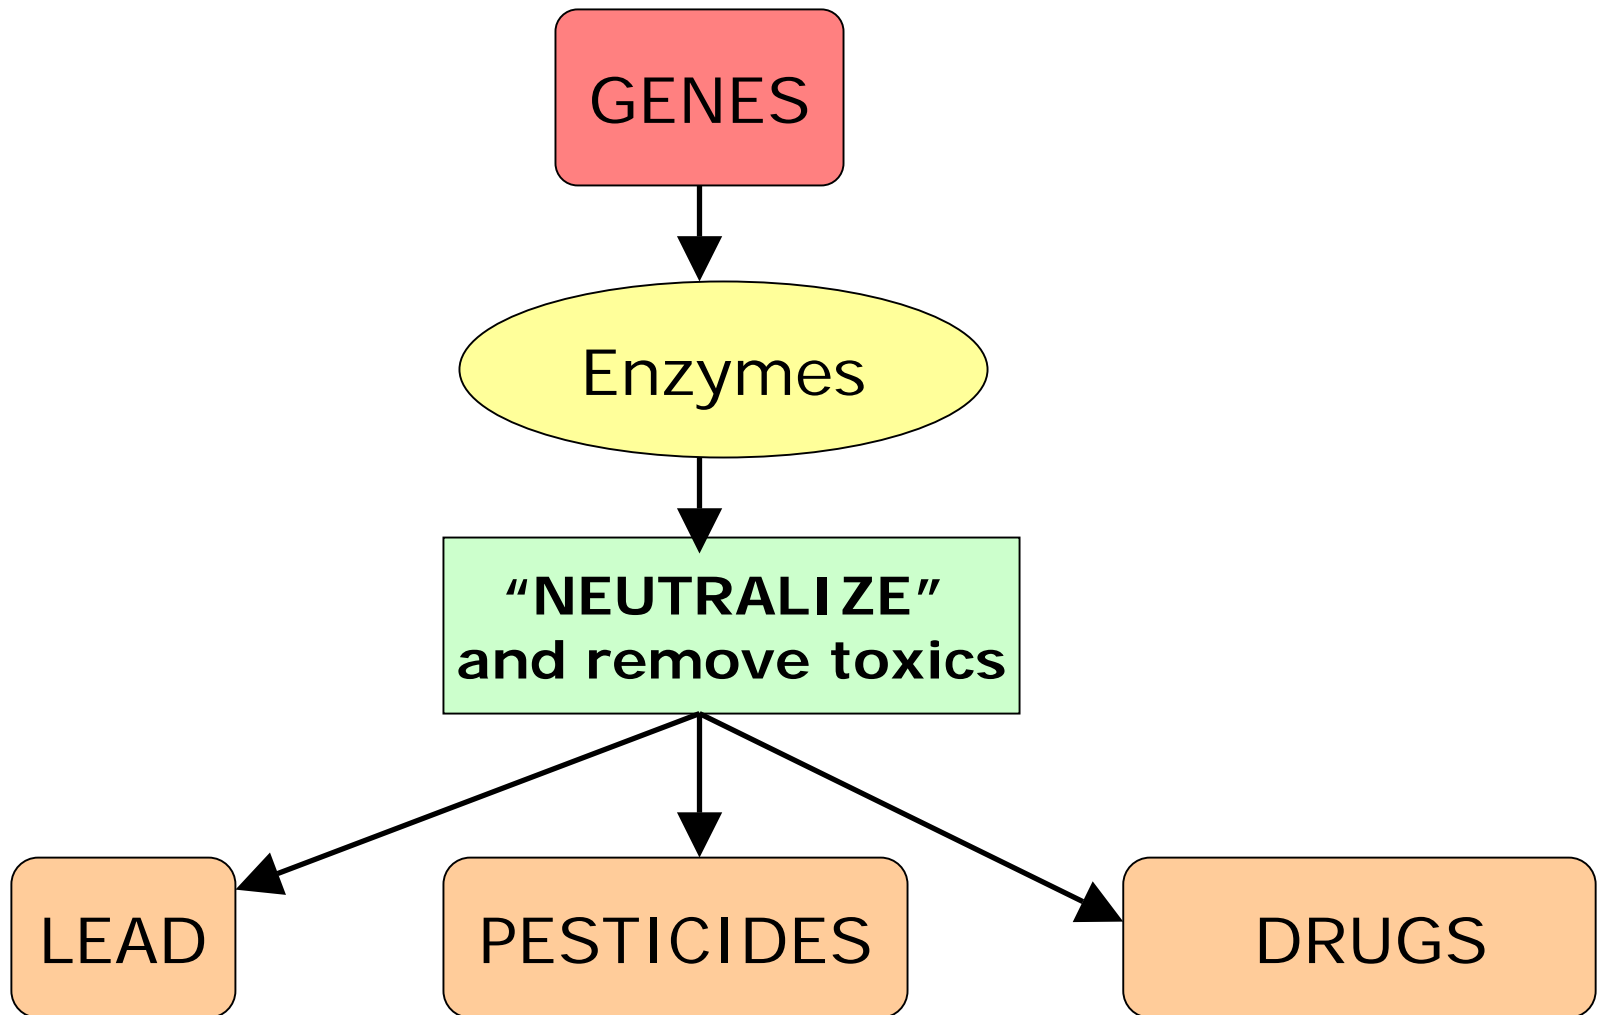 GENES
Enzymes
“NEUTRALIZE”
and remove toxics
LEAD
PESTICIDES
DRUGS